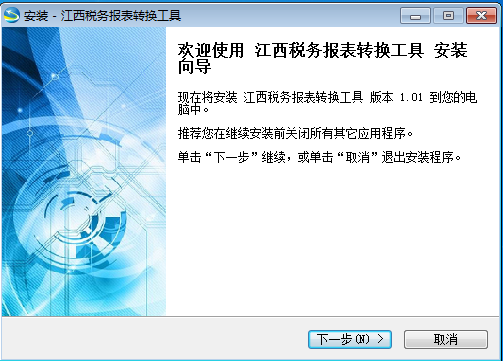 安装 - 江西税务报表转换工具
欢迎使用 江西税务报表转换工具 安装
向导
现在将安装 江西税务报表转换工具 版本 1.01 到您的电
脑中。
推荐您在继续安装前关闭所有其它应用程序。
单击“下一步”继续，或单击“取消”退出安装程序。
下一步(N) >
取消